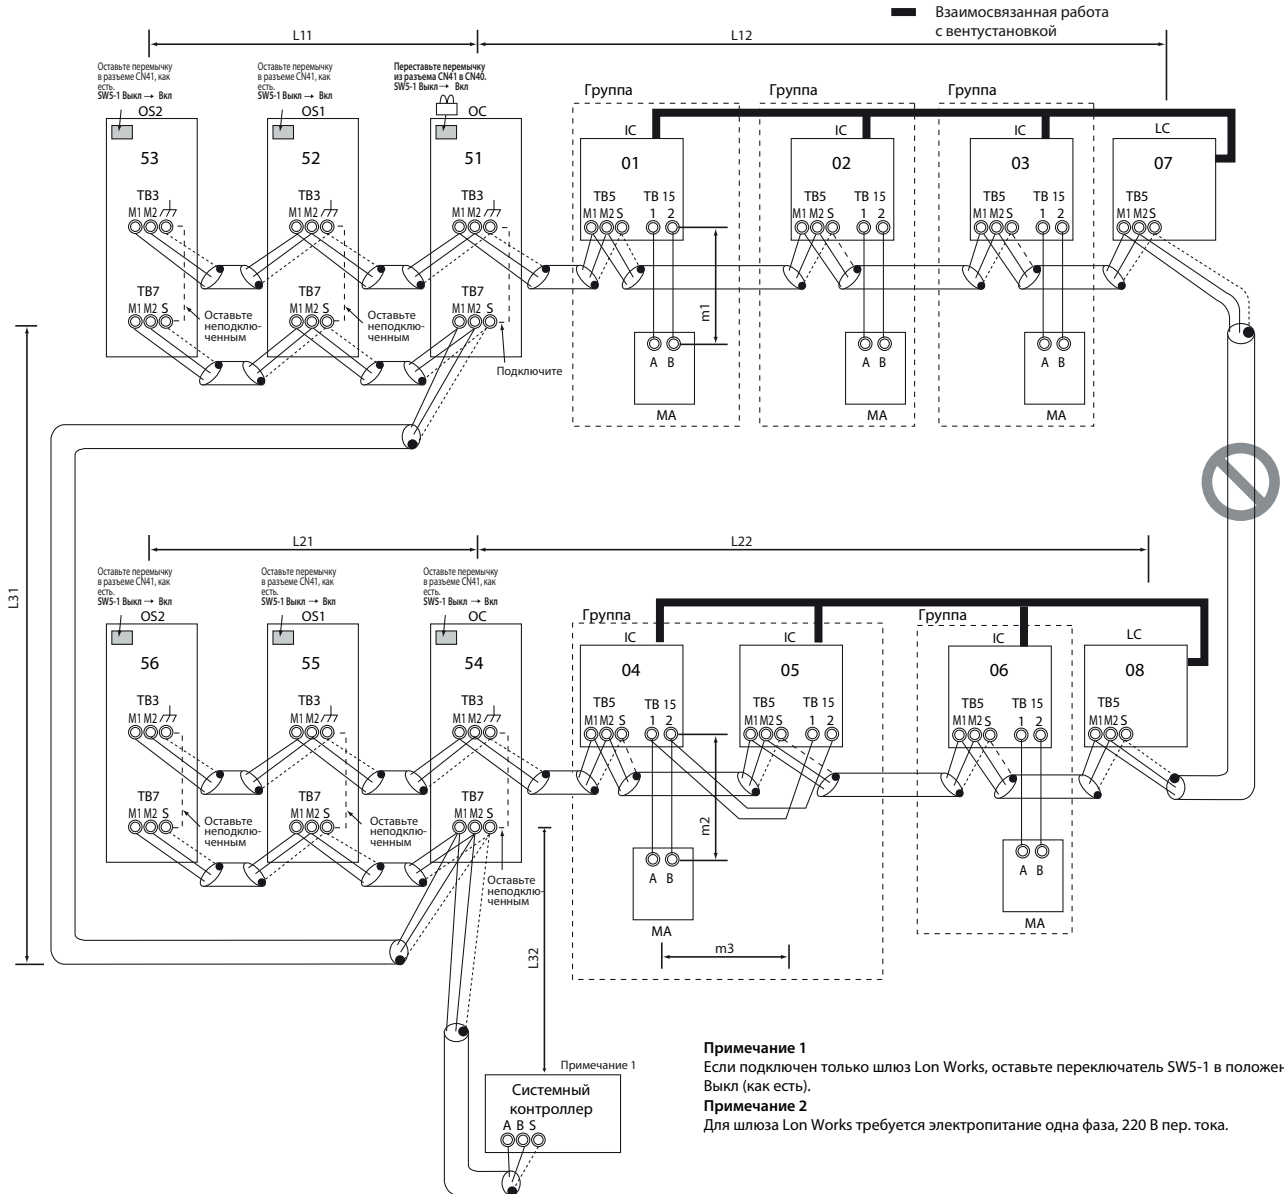 Взаимосвязанная работа
с вентустановкой
L11
L12
Оставьте перемычку
в разъеме CN41, как
есть.
SW5-1 Выкл → Вкл
Оставьте перемычку
в разъеме CN41, как
есть.
SW5-1 Выкл → Вкл
Переставьте перемычку
из разъема CN41 в CN40.
SW5-1 Выкл → Вкл
Группа
Группа
Группа
OS2
OS1
OC
IC
IC
IC
LC
53
52
51
01
02
03
07
TB3
TB3
TB3
TB5
TB 15
TB5
TB 15
TB5
TB 15
TB5
M1 M2
M1 M2
M1 M2
M1 M2 S
1 2
M1 M2 S
1 2
M1 M2 S
1 2
M1 M2 S
TB7
TB7
TB7
M1 M2 S
M1 M2 S
M1 M2 S
Оставьте
неподклю-
ченным
Оставьте
неподклю-
ченным
Подключите
m1
A B
A B
A B
MA
MA
MA
L31
L21
L22
Оставьте перемычку
в разъеме CN41, как
есть.
SW5-1 Выкл → Вкл
Оставьте перемычку
в разъеме CN41, как
есть.
SW5-1 Выкл → Вкл
Оставьте перемычку
в разъеме CN41, как
есть.
SW5-1 Выкл → Вкл
Группа
Группа
OS2
OS1
OC
IC
IC
IC
LC
56
55
54
04
05
06
08
TB3
TB3
TB3
TB5
TB 15
TB5
TB 15
TB5
TB 15
TB5
M1 M2
M1 M2
M1 M2
M1 M2 S
1 2
M1 M2 S
1 2
M1 M2 S
1 2
M1 M2 S
TB7
TB7
TB7
M1 M2 S
M1 M2 S
M1 M2 S
Оставьте
неподклю-
ченным
Оставьте
неподклю-
ченным
Оставьте
неподклю-
ченным
m2
A B
A B
MA
MA
m3
L32
Примечание 1
Системный
контроллер
A B S
Примечание 1
Если подключен только шлюз Lon Works, оставьте переключатель SW5-1 в положен
Выкл (как есть).
Примечание 2
Для шлюза Lon Works требуется электропитание одна фаза, 220 В пер. тока.